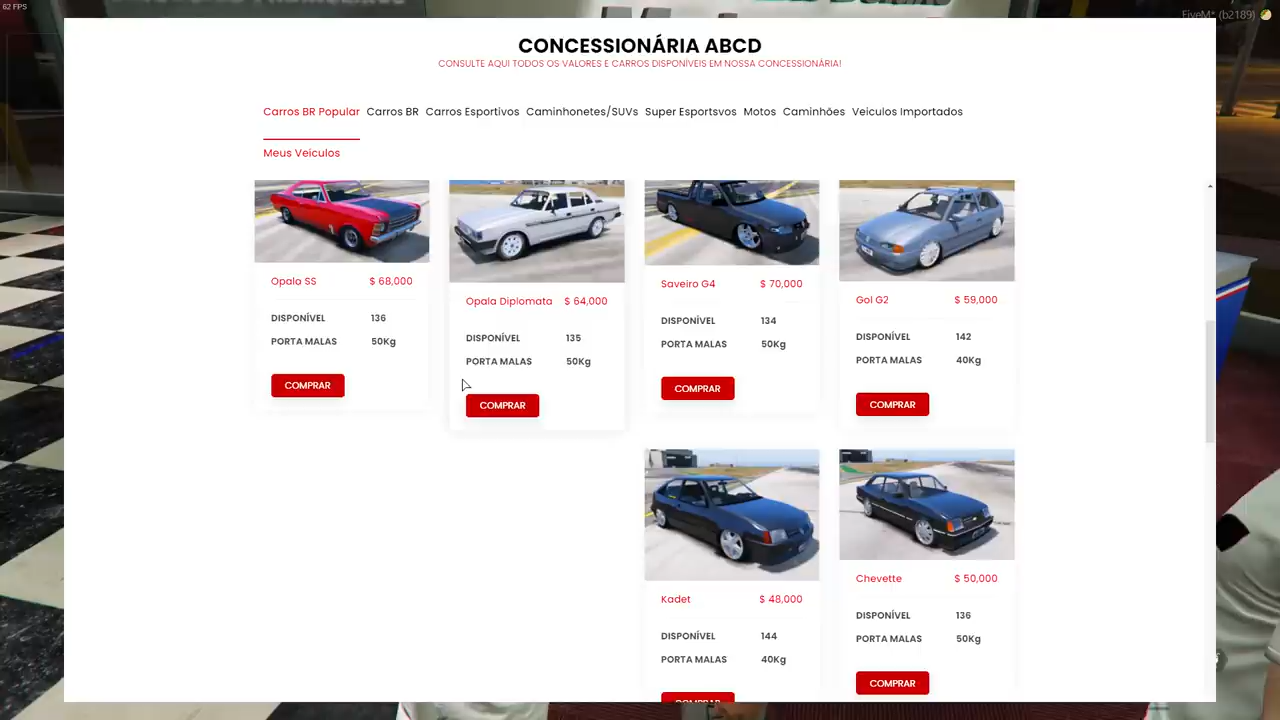 62 FPS
FiveM* (b2189)
CONCESSIONÁRIA ABCD
CONSULTE AQUI TODOS OS VALORES E CARROS DISPONÍVEIS EM NOSSA CONCESSIONÁRIA!
Carros BR Popular Carros BR Carros Esportivos Caminhonetes/SUVs Super Esportsvos Motos Caminhões Veiculos Importados
Meus Veiculos
Opala SS $ 68,000
DISPONÍVEL 136
PORTA MALAS 50Kg
COMPRAR
Opala Diplomata $ 64,000
DISPONÍVEL 135
PORTA MALAS 50Kg
COMPRAR
Saveiro G4 $ 70,000
DISPONÍVEL 134
PORTA MALAS 50Kg
COMPRAR
Gol G2 $ 59,000
DISPONÍVEL 142
PORTA MALAS 40Kg
COMPRAR
Kadet $ 48,000
DISPONÍVEL 144
PORTA MALAS 40Kg
COMPRAR
Chevette $ 50,000
DISPONÍVEL 136
PORTA MALAS 50Kg
COMPRAR